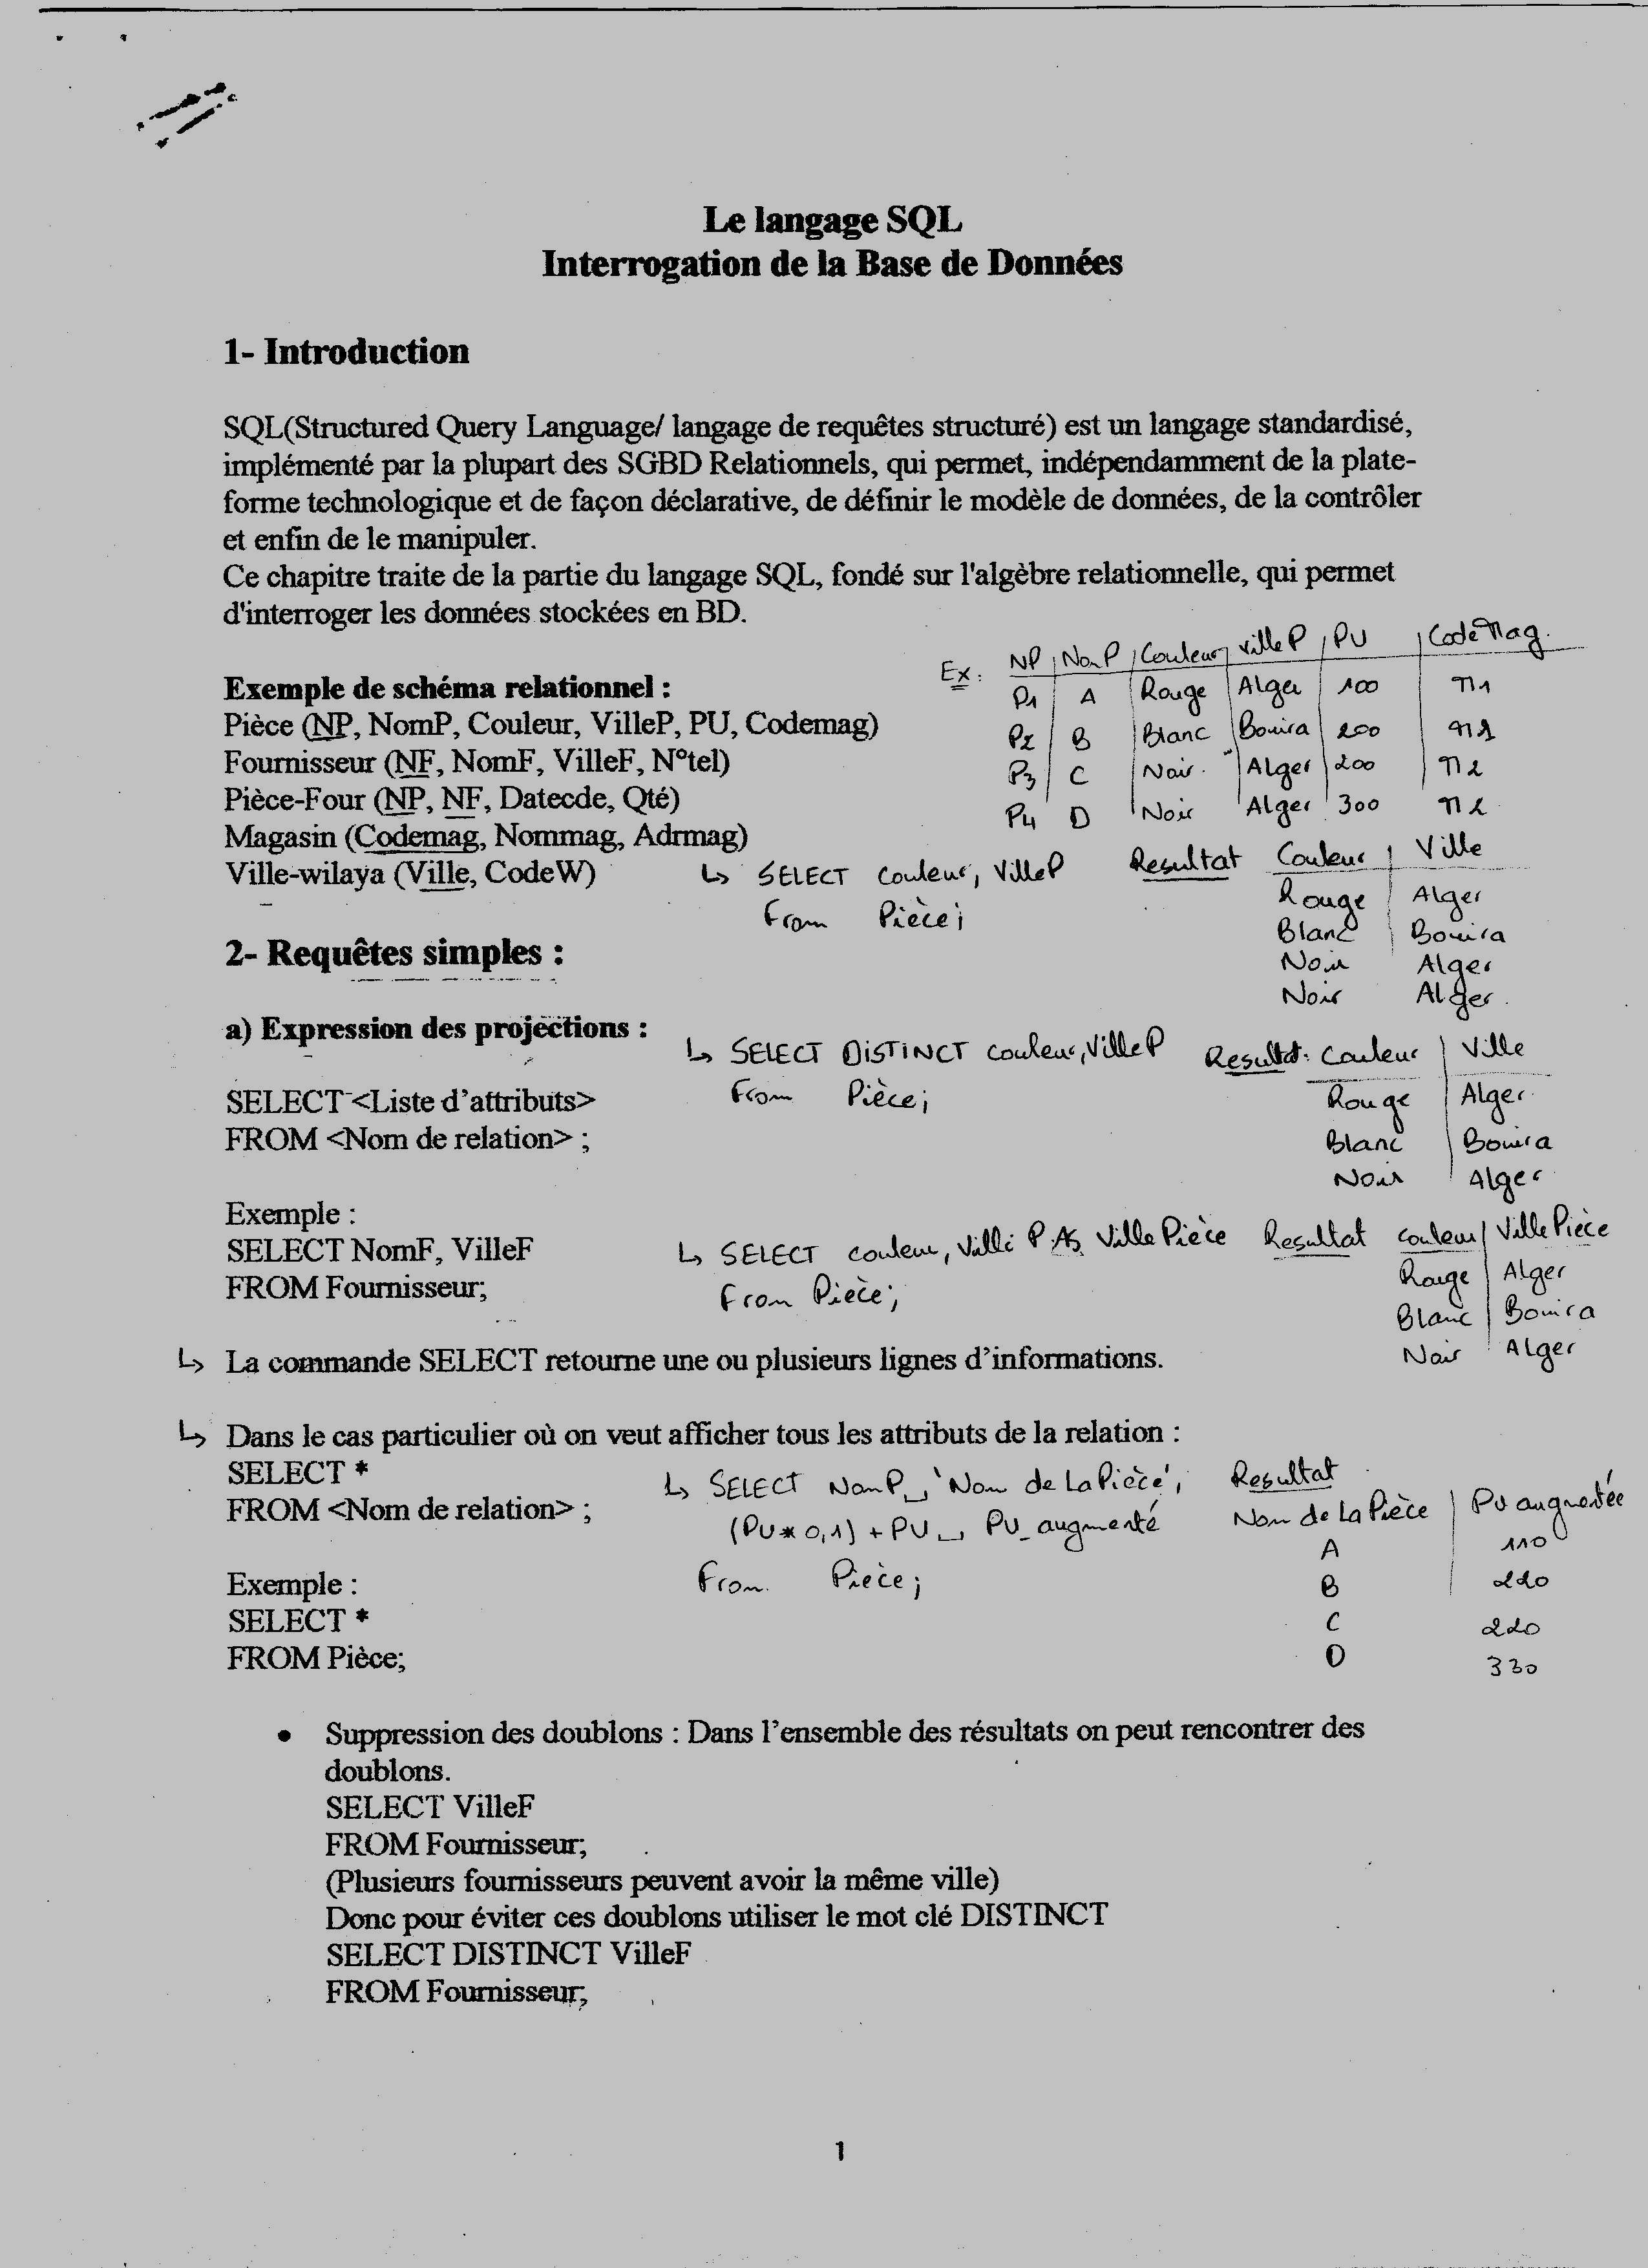 Le langage SQL
Interrogation de la Base de Données
1- Introduction
SQL(Structured Query Language/ langage de requêtes structuré) est un langage standardisé,
implémenté par la plupart des SGBD Relationnels, qui permet, indépendamment de la plate-
forme technologique et de façon déclarative, de définir le modèle de données, de la contrôler
et enfin de le manipuler.
Ce chapitre traite de la partie du langage SQL, fondé sur l'algèbre relationnelle, qui permet
d'interroger les données stockées en BD.
Ex: NP NomP Couleur VilleP PU CodeMag.
P1 A Rouge Alger 100 M1
P2 B Blanc Bouira 200 M1
P3 C Noir Alger 200 M2
P4 D Noir Alger 300 M2
Exemple de schéma relationnel :
Pièce (NP, NomP, Couleur, VilleP, PU, Codemag)
Fournisseur (NF, NomF, VilleF, N°tel)
Pièce-Four (NP, NF, Datecde, Qté)
Magasin (Codemag, Nommag, Adrmag)
Ville-wilaya (Ville, CodeW)
↳ SELECT couleur, VilleP
From Pièce;
Resultat Couleur Ville
Rouge Alger
Blanc Bouira
Noir Alger
Noir Alger
2- Requêtes simples :
a) Expression des projections :
↳ SELECT DISTINCT couleur, VilleP
From Pièce;
Resultat: Couleur Ville
Rouge Alger
Blanc Bouira
Noir Alger
SELECT <Liste d'attributs>
FROM <Nom de relation> ;
Exemple :
SELECT NomF, VilleF
FROM Fournisseur;
↳ SELECT couleur, Ville P AS VillePièce
From Pièce;
Resultat couleur VillePièce
Rouge Alger
Blanc Bouira
Noir Alger
↳ La commande SELECT retourne une ou plusieurs lignes d'informations.
↳ Dans le cas particulier où on veut afficher tous les attributs de la relation :
SELECT *
FROM <Nom de relation> ;
↳ SELECT NomP 'Nom de La Pièce',
(PU * 0,1) + PU PU_augmenté
From Pièce;
Resultat
Nom de La Pièce PU augmentée
A 110
B 220
C 220
D 330
Exemple :
SELECT *
FROM Pièce;
• Suppression des doublons : Dans l'ensemble des résultats on peut rencontrer des
doublons.
SELECT VilleF
FROM Fournisseur;
(Plusieurs fournisseurs peuvent avoir la même ville)
Donc pour éviter ces doublons utiliser le mot clé DISTINCT
SELECT DISTINCT VilleF
FROM Fournisseur;
1